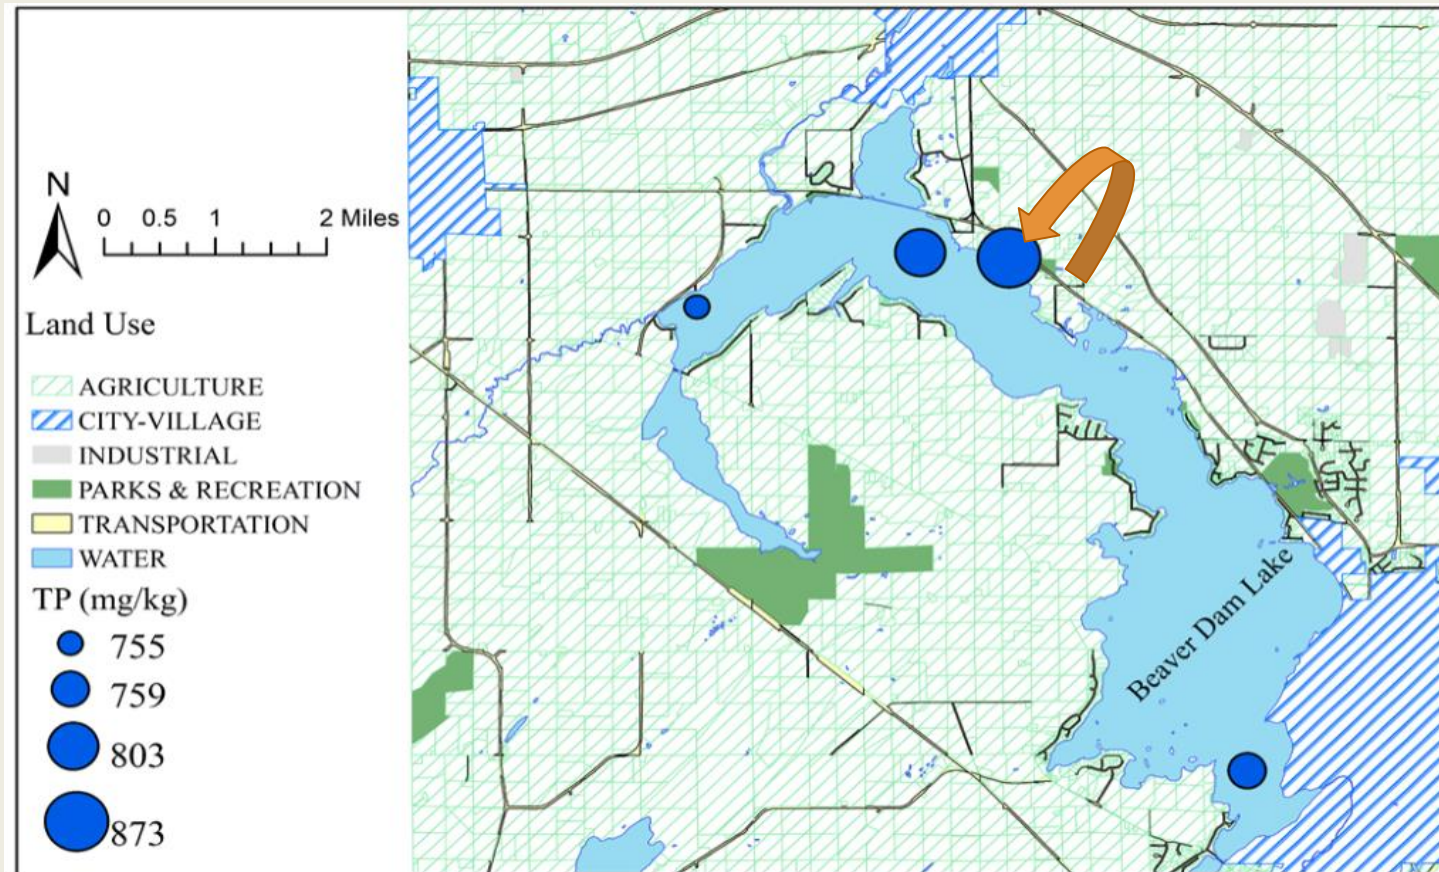 N
0 0.5 1 2 Miles
Land Use
AGRICULTURE
CITY-VILLAGE
INDUSTRIAL
PARKS & RECREATION
TRANSPORTATION
WATER
TP (mg/kg)
755
759
803
873
Beaver Dam Lake